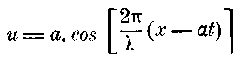 u = a. cos [ 2π / λ (x — at) ]